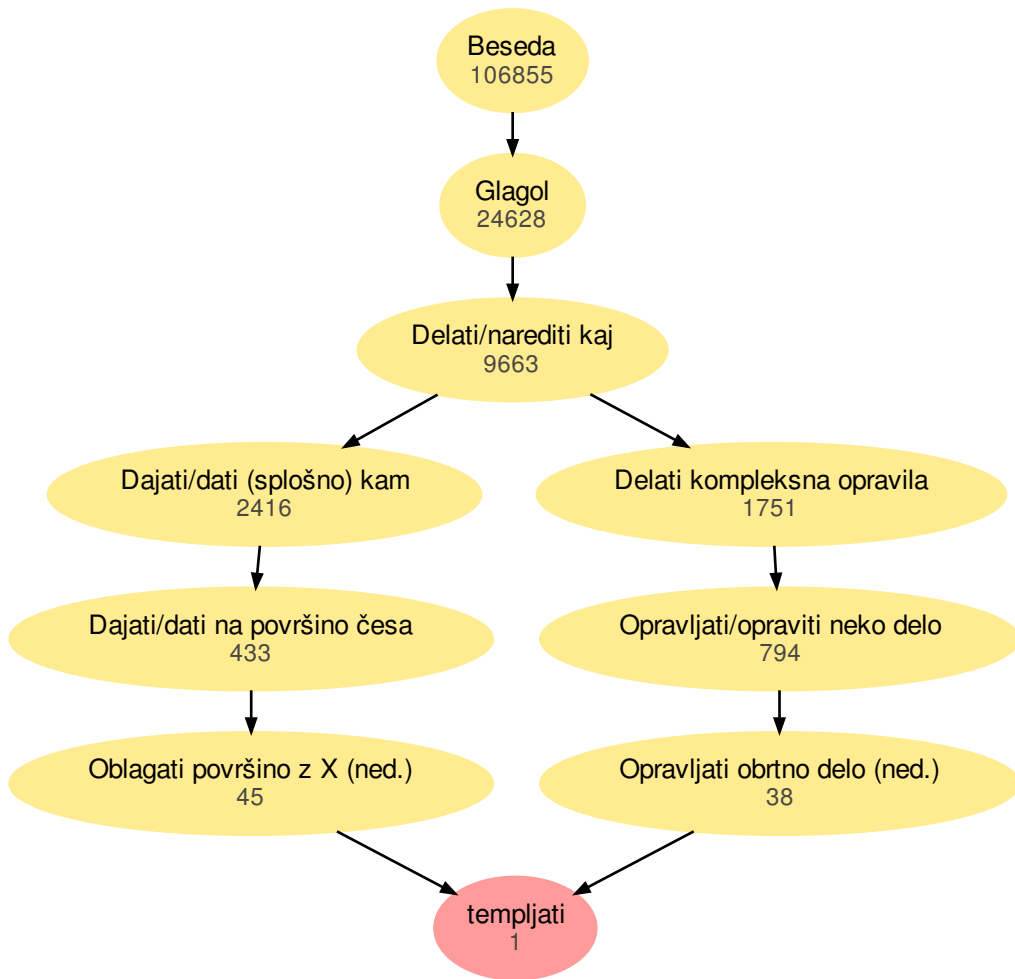 Beseda
106855
Glagol
24628
Delati/narediti kaj
9663
Dajati/dati (splošno) kam
2416
Delati kompleksna opravila
1751
Dajati/dati na površino česa
433
Opravljati/opraviti neko delo
794
Oblagati površino z X (ned.)
45
Opravljati obrtno delo (ned.)
38
templjati
1